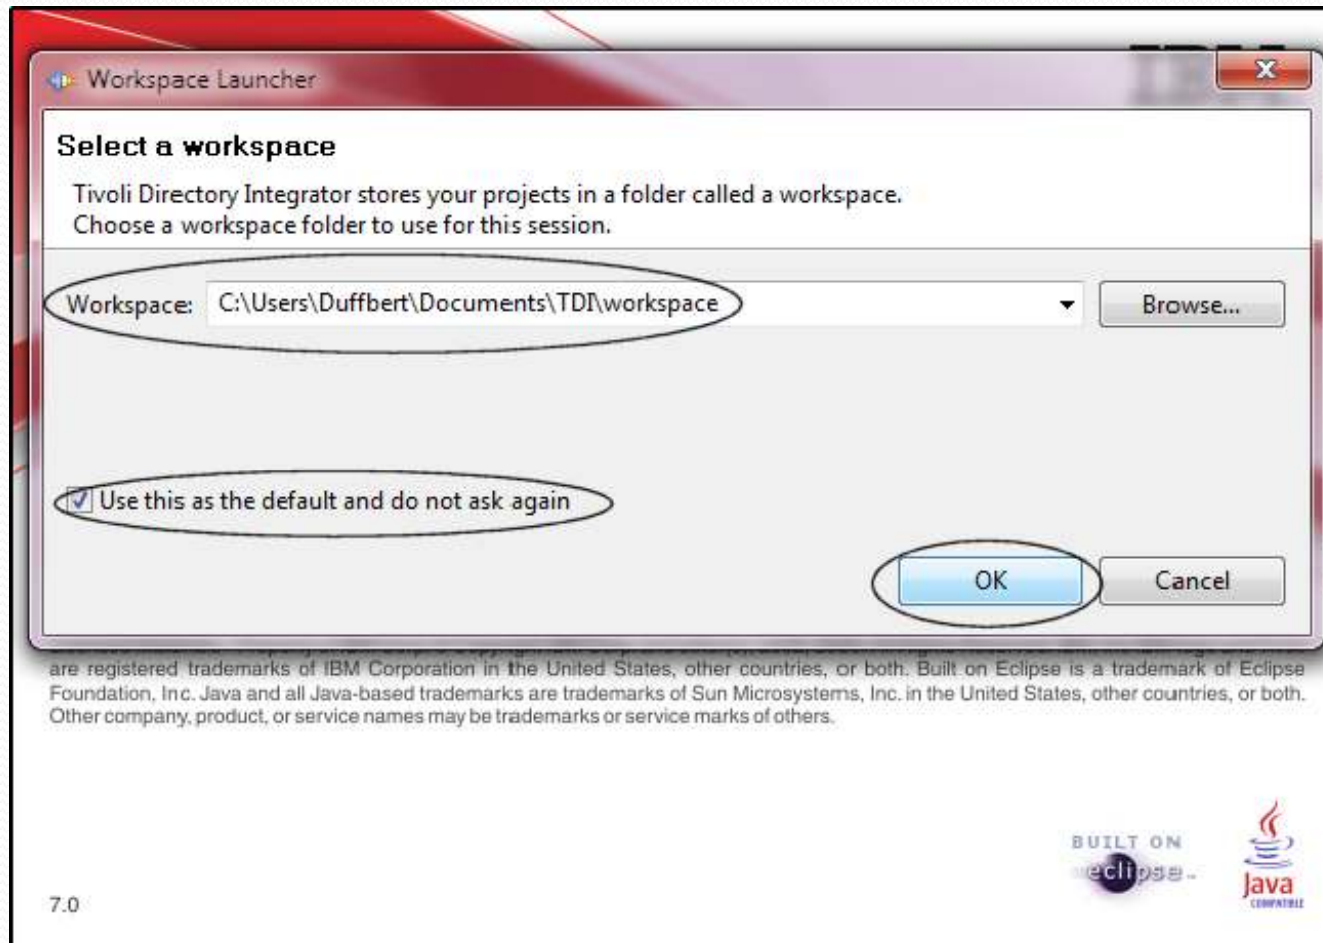 Workspace Launcher
Select a workspace
Tivoli Directory Integrator stores your projects in a folder called a workspace.
Choose a workspace folder to use for this session.
Workspace: C:\Users\Duffbert\Documents\TDI\workspace Browse...
Use this as the default and do not ask again
OK Cancel
are registered trademarks of IBM Corporation in the United States, other countries, or both. Built on Eclipse is a trademark of Eclipse
Foundation, Inc. Java and all Java-based trademarks are trademarks of Sun Microsystems, Inc. in the United States, other countries, or both.
Other company, product, or service names may be trademarks or service marks of others.
BUILT ON
eclipse
Java
COMPATIBLE
7.0